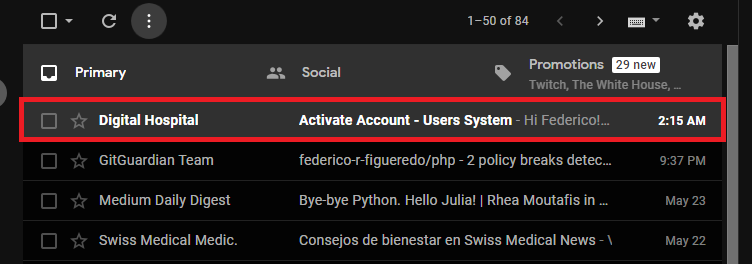 1–50 of 84
Primary
Social
Promotions 29 new
Twitch, The White House, ...
Digital Hospital Activate Account - Users System - Hi Federico!... 2:15 AM
GitGuardian Team federico-r-figueredo/php - 2 policy breaks detec... 9:37 PM
Medium Daily Digest Bye-bye Python. Hello Julia! | Rhea Moutafis in ... May 23
Swiss Medical Medic. Consejos de bienestar en Swiss Medical News - May 22